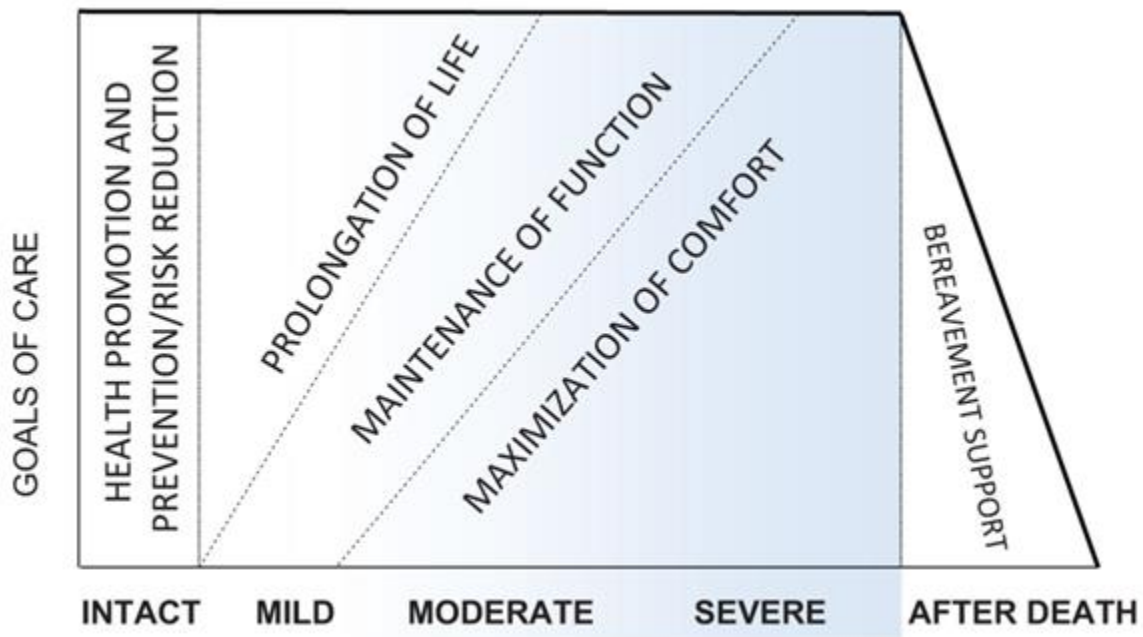 GOALS OF CARE
HEALTH PROMOTION AND
PREVENTION/RISK REDUCTION
PROLONGATION OF LIFE
MAINTENANCE OF FUNCTION
MAXIMIZATION OF COMFORT
BEREAVEMENT SUPPORT
INTACT MILD MODERATE SEVERE AFTER DEATH